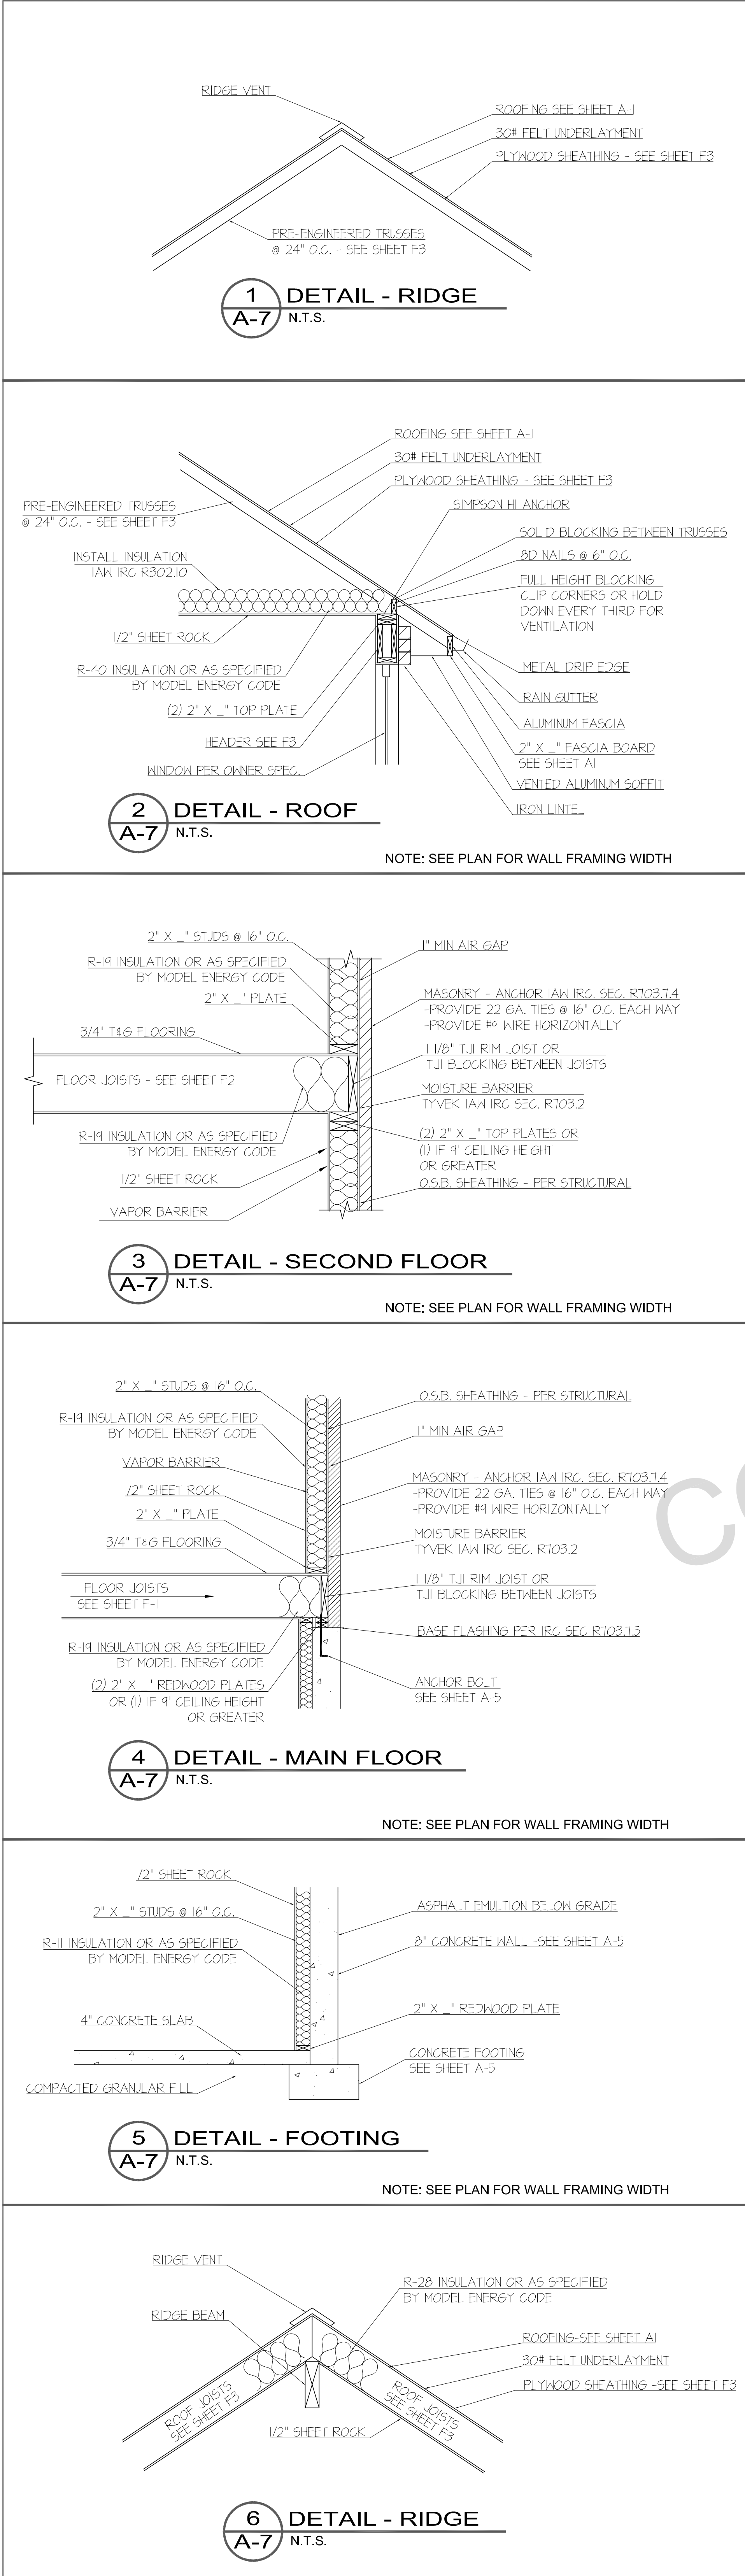 RIDGE VENT
ROOFING SEE SHEET A-1
30# FELT UNDERLAYMENT
PLYWOOD SHEATHING - SEE SHEET F3
PRE-ENGINEERED TRUSSES
@ 24" O.C. - SEE SHEET F3
1
A-7
DETAIL - RIDGE
N.T.S.
ROOFING SEE SHEET A-1
30# FELT UNDERLAYMENT
PLYWOOD SHEATHING - SEE SHEET F3
SIMPSON H1 ANCHOR
PRE-ENGINEERED TRUSSES
@ 24" O.C. - SEE SHEET F3
SOLID BLOCKING BETWEEN TRUSSES
8D NAILS @ 6" O.C.
INSTALL INSULATION
IAW IRC R302.10
FULL HEIGHT BLOCKING
CLIP CORNERS OR HOLD
DOWN EVERY THIRD FOR
VENTILATION
1/2" SHEET ROCK
R-40 INSULATION OR AS SPECIFIED
BY MODEL ENERGY CODE
METAL DRIP EDGE
RAIN GUTTER
(2) 2" X _" TOP PLATE
ALUMINUM FASCIA
HEADER SEE F3
2" X _" FASCIA BOARD
SEE SHEET A1
WINDOW PER OWNER SPEC.
VENTED ALUMINUM SOFFIT
IRON LINTEL
2
A-7
DETAIL - ROOF
N.T.S.
NOTE: SEE PLAN FOR WALL FRAMING WIDTH
2" X _" STUDS @ 16" O.C.
R-19 INSULATION OR AS SPECIFIED
BY MODEL ENERGY CODE
2" X _" PLATE
3/4" T&G FLOORING
FLOOR JOISTS - SEE SHEET F2
R-19 INSULATION OR AS SPECIFIED
BY MODEL ENERGY CODE
1/2" SHEET ROCK
VAPOR BARRIER
1" MIN AIR GAP
MASONRY - ANCHOR IAW IRC. SEC. R703.7.4
-PROVIDE 22 GA. TIES @ 16" O.C. EACH WAY
-PROVIDE #9 WIRE HORIZONTALLY
1 1/8" TJI RIM JOIST OR
TJI BLOCKING BETWEEN JOISTS
MOISTURE BARRIER
TYVEK IAW IRC SEC. R703.2
(2) 2" X _" TOP PLATES OR
(1) IF 9' CEILING HEIGHT
OR GREATER
O.S.B. SHEATHING - PER STRUCTURAL
3
A-7
DETAIL - SECOND FLOOR
N.T.S.
NOTE: SEE PLAN FOR WALL FRAMING WIDTH
2" X _" STUDS @ 16" O.C.
R-19 INSULATION OR AS SPECIFIED
BY MODEL ENERGY CODE
VAPOR BARRIER
1/2" SHEET ROCK
2" X _" PLATE
3/4" T&G FLOORING
FLOOR JOISTS
SEE SHEET F-1
R-19 INSULATION OR AS SPECIFIED
BY MODEL ENERGY CODE
(2) 2" X _" REDWOOD PLATES
OR (1) IF 9' CEILING HEIGHT
OR GREATER
O.S.B. SHEATHING - PER STRUCTURAL
1" MIN AIR GAP
MASONRY - ANCHOR IAW IRC. SEC. R703.7.4
-PROVIDE 22 GA. TIES @ 16" O.C. EACH WAY
-PROVIDE #9 WIRE HORIZONTALLY
MOISTURE BARRIER
TYVEK IAW IRC SEC. R703.2
1 1/8" TJI RIM JOIST OR
TJI BLOCKING BETWEEN JOISTS
BASE FLASHING PER IRC SEC R703.7.5
ANCHOR BOLT
SEE SHEET A-5
4
A-7
DETAIL - MAIN FLOOR
N.T.S.
NOTE: SEE PLAN FOR WALL FRAMING WIDTH
1/2" SHEET ROCK
2" X _" STUDS @ 16" O.C.
R-11 INSULATION OR AS SPECIFIED
BY MODEL ENERGY CODE
4" CONCRETE SLAB
COMPACTED GRANULAR FILL
ASPHALT EMULTION BELOW GRADE
8" CONCRETE WALL -SEE SHEET A-5
2" X _" REDWOOD PLATE
CONCRETE FOOTING
SEE SHEET A-5
5
A-7
DETAIL - FOOTING
N.T.S.
NOTE: SEE PLAN FOR WALL FRAMING WIDTH
RIDGE VENT
R-28 INSULATION OR AS SPECIFIED
BY MODEL ENERGY CODE
RIDGE BEAM
ROOFING-SEE SHEET A1
30# FELT UNDERLAYMENT
PLYWOOD SHEATHING -SEE SHEET F3
ROOF JOISTS
SEE SHEET F3
ROOF JOISTS
SEE SHEET F3
1/2" SHEET ROCK
6
A-7
DETAIL - RIDGE
N.T.S.